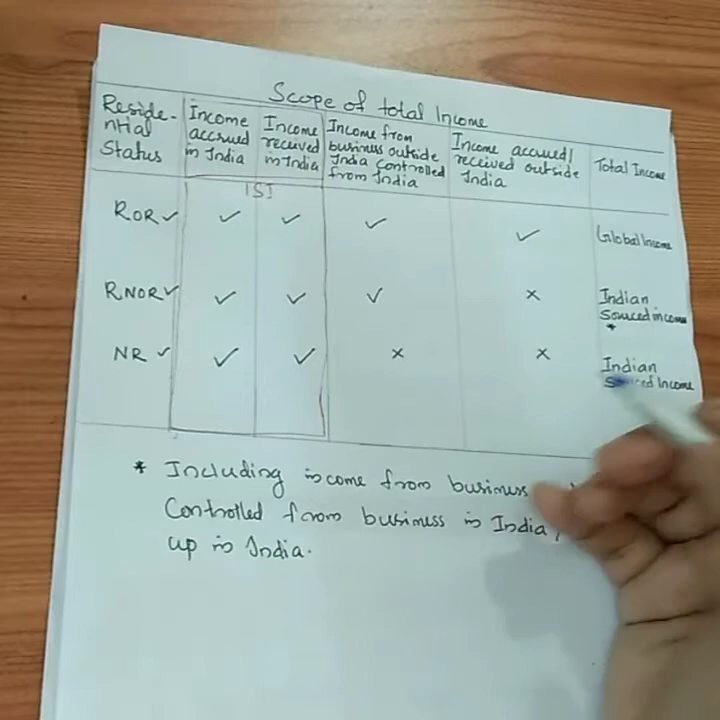 Scope of total Income
Reside-
ntial
Status
Income
accrued
in India
Income
received
in India
Income from
business outside
India controlled
from India
Income accrued/
received outside
India
Total Income
ISI
ROR ✓ ✓ ✓ ✓ ✓ Global Income
RNOR ✓ ✓ ✓ ✓ × Indian
Sourced income
*
NR ✓ ✓ ✓ × × Indian
Sourced Income
* Including income from business
Controlled from business in India,
up in India.